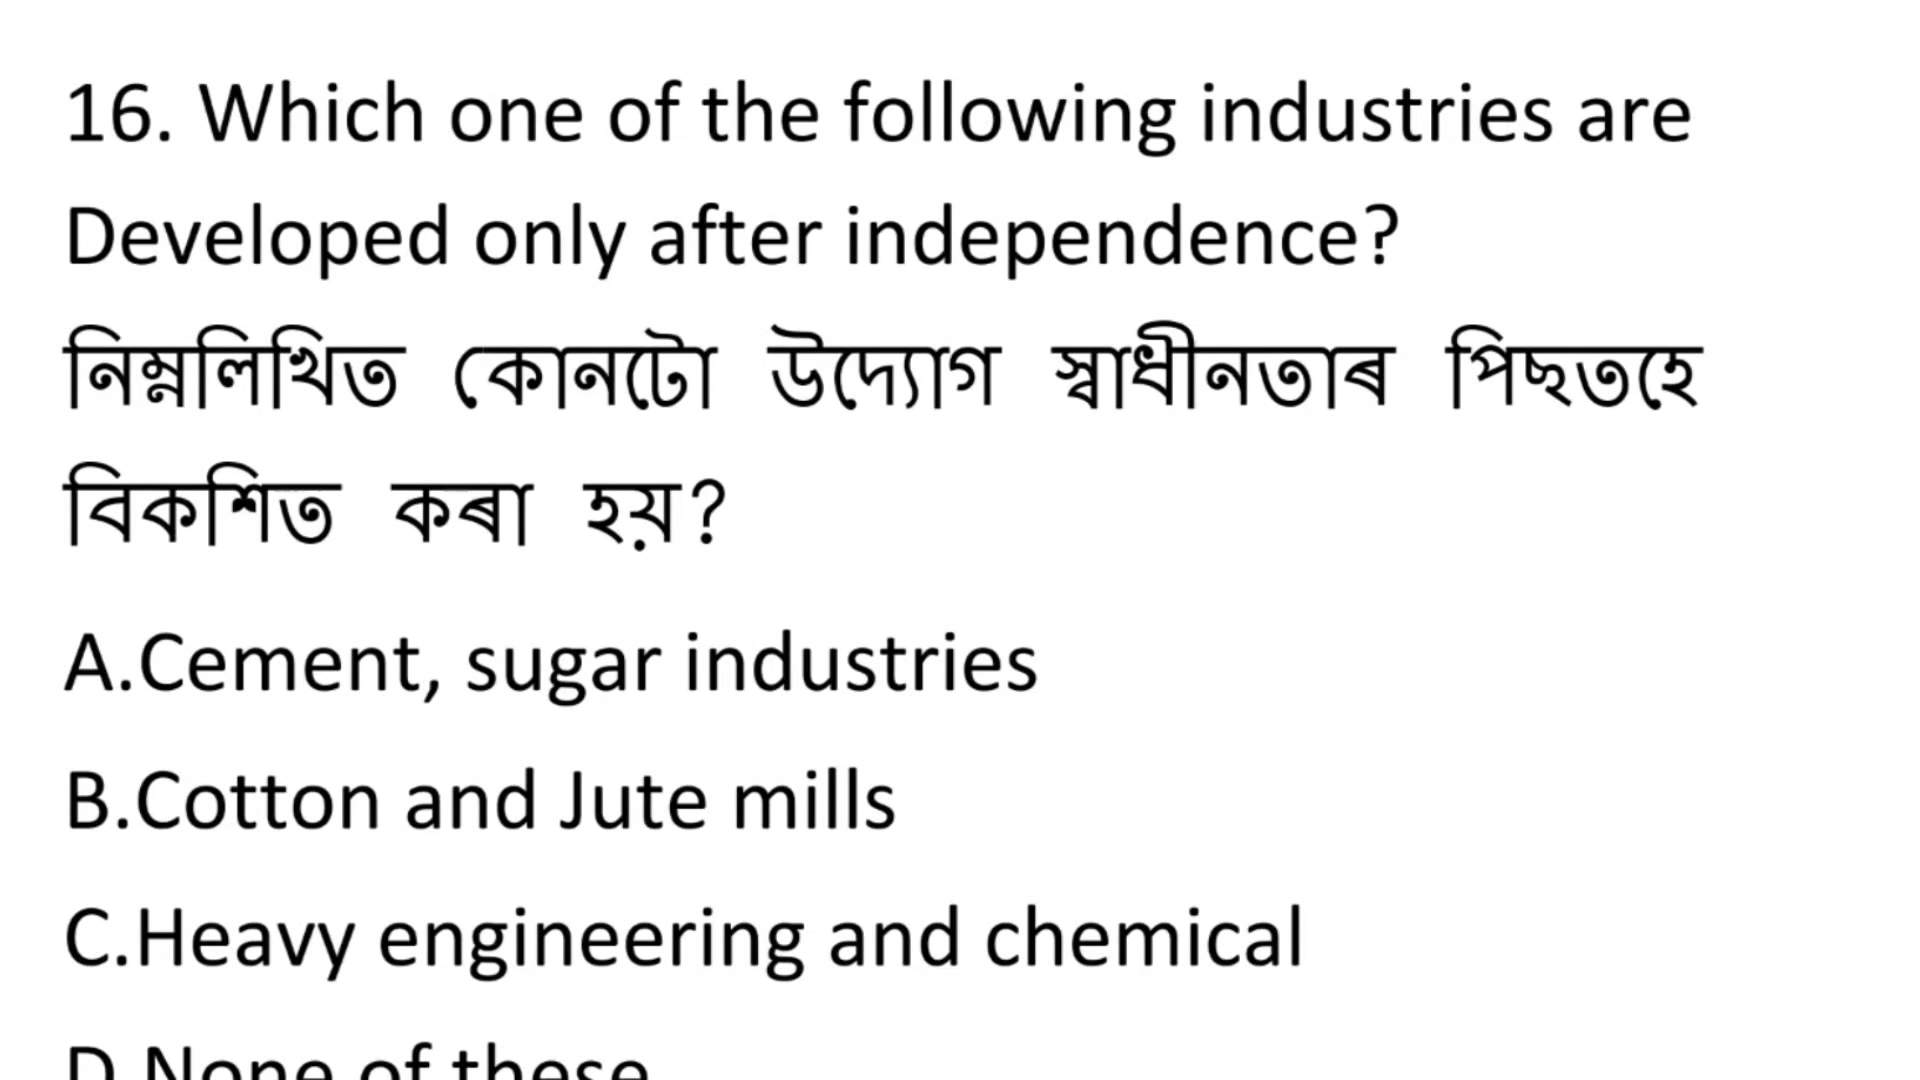 16. Which one of the following industries are
Developed only after independence?
নিম্নলিখিত কোনটো উদ্যোগ স্বাধীনতাৰ পিছতহে
বিকশিত কৰা হয়?
A.Cement, sugar industries
B.Cotton and Jute mills
C.Heavy engineering and chemical
D.None of these